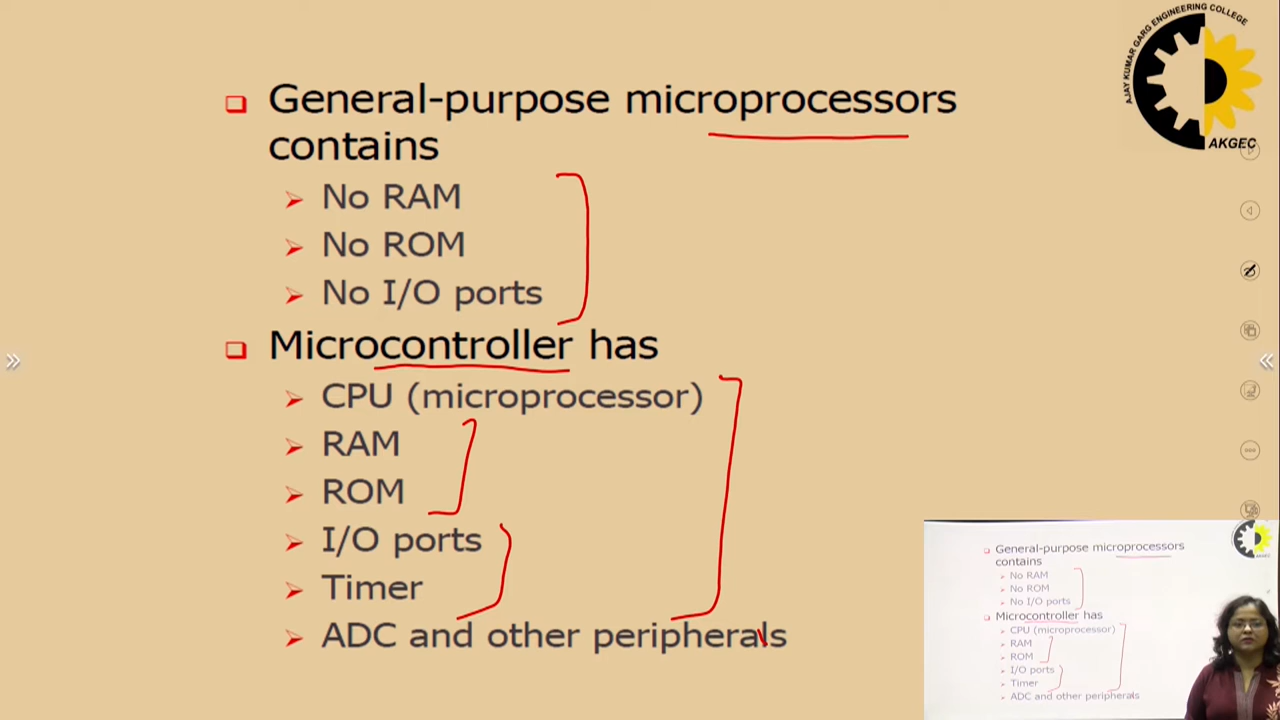 AJAY KUMAR GARG ENGINEERING COLLEGE
AKGEC
General-purpose microprocessors
contains
No RAM
No ROM
No I/O ports
Microcontroller has
CPU (microprocessor)
RAM
ROM
I/O ports
Timer
ADC and other peripherals
General-purpose microprocessors
contains
No RAM
No ROM
No I/O ports
Microcontroller has
CPU (microprocessor)
RAM
ROM
I/O ports
Timer
ADC and other peripherals